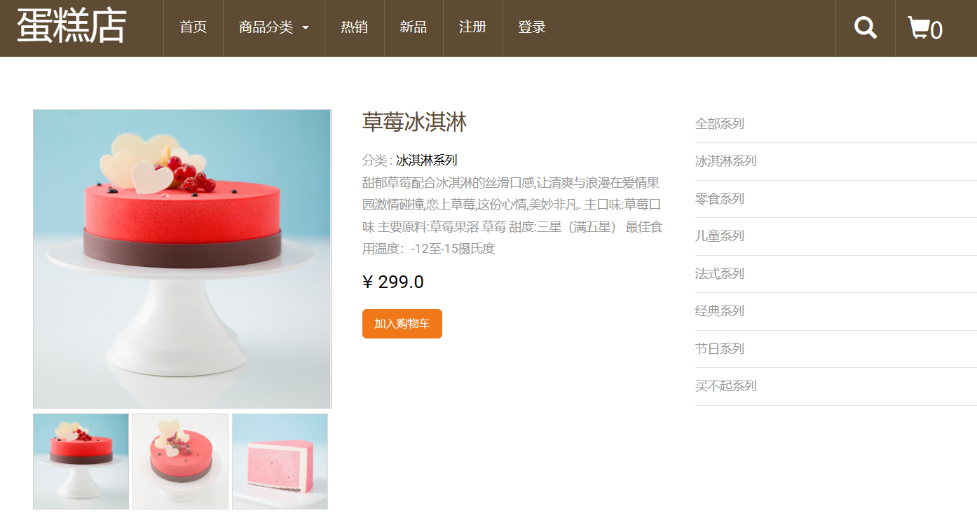 蛋糕店
首页
商品分类
热销
新品
注册
登录
0
草莓冰淇淋
分类 : 冰淇淋系列
甜郁草莓配合冰淇淋的丝滑口感,让清爽与浪漫在爱情果
园激情碰撞,恋上草莓,这份心情,美妙非凡. 主口味:草莓口
味 主要原料:草莓果溶 草莓 甜度:三星（满五星） 最佳食
用温度：-12至-15摄氏度
¥ 299.0
加入购物车
全部系列
冰淇淋系列
零食系列
儿童系列
法式系列
经典系列
节日系列
买不起系列